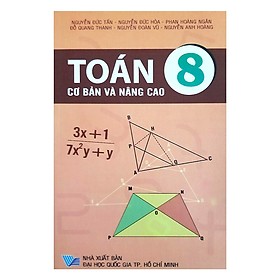 NGUYỄN ĐỨC TẤN - NGUYỄN ĐỨC HÒA - PHAN HOÀNG NGÂN
ĐỖ QUANG THANH - NGUYỄN ĐOAN VŨ - NGUYỄN ANH HOÀNG
TOÁN 8
CƠ BẢN VÀ NÂNG CAO
3x+1
7x²y+y
B
H
P
Q
A
C
M
N
O
Q
P
NHÀ XUẤT BẢN
ĐẠI HỌC QUỐC GIA TP. HỒ CHÍ MINH